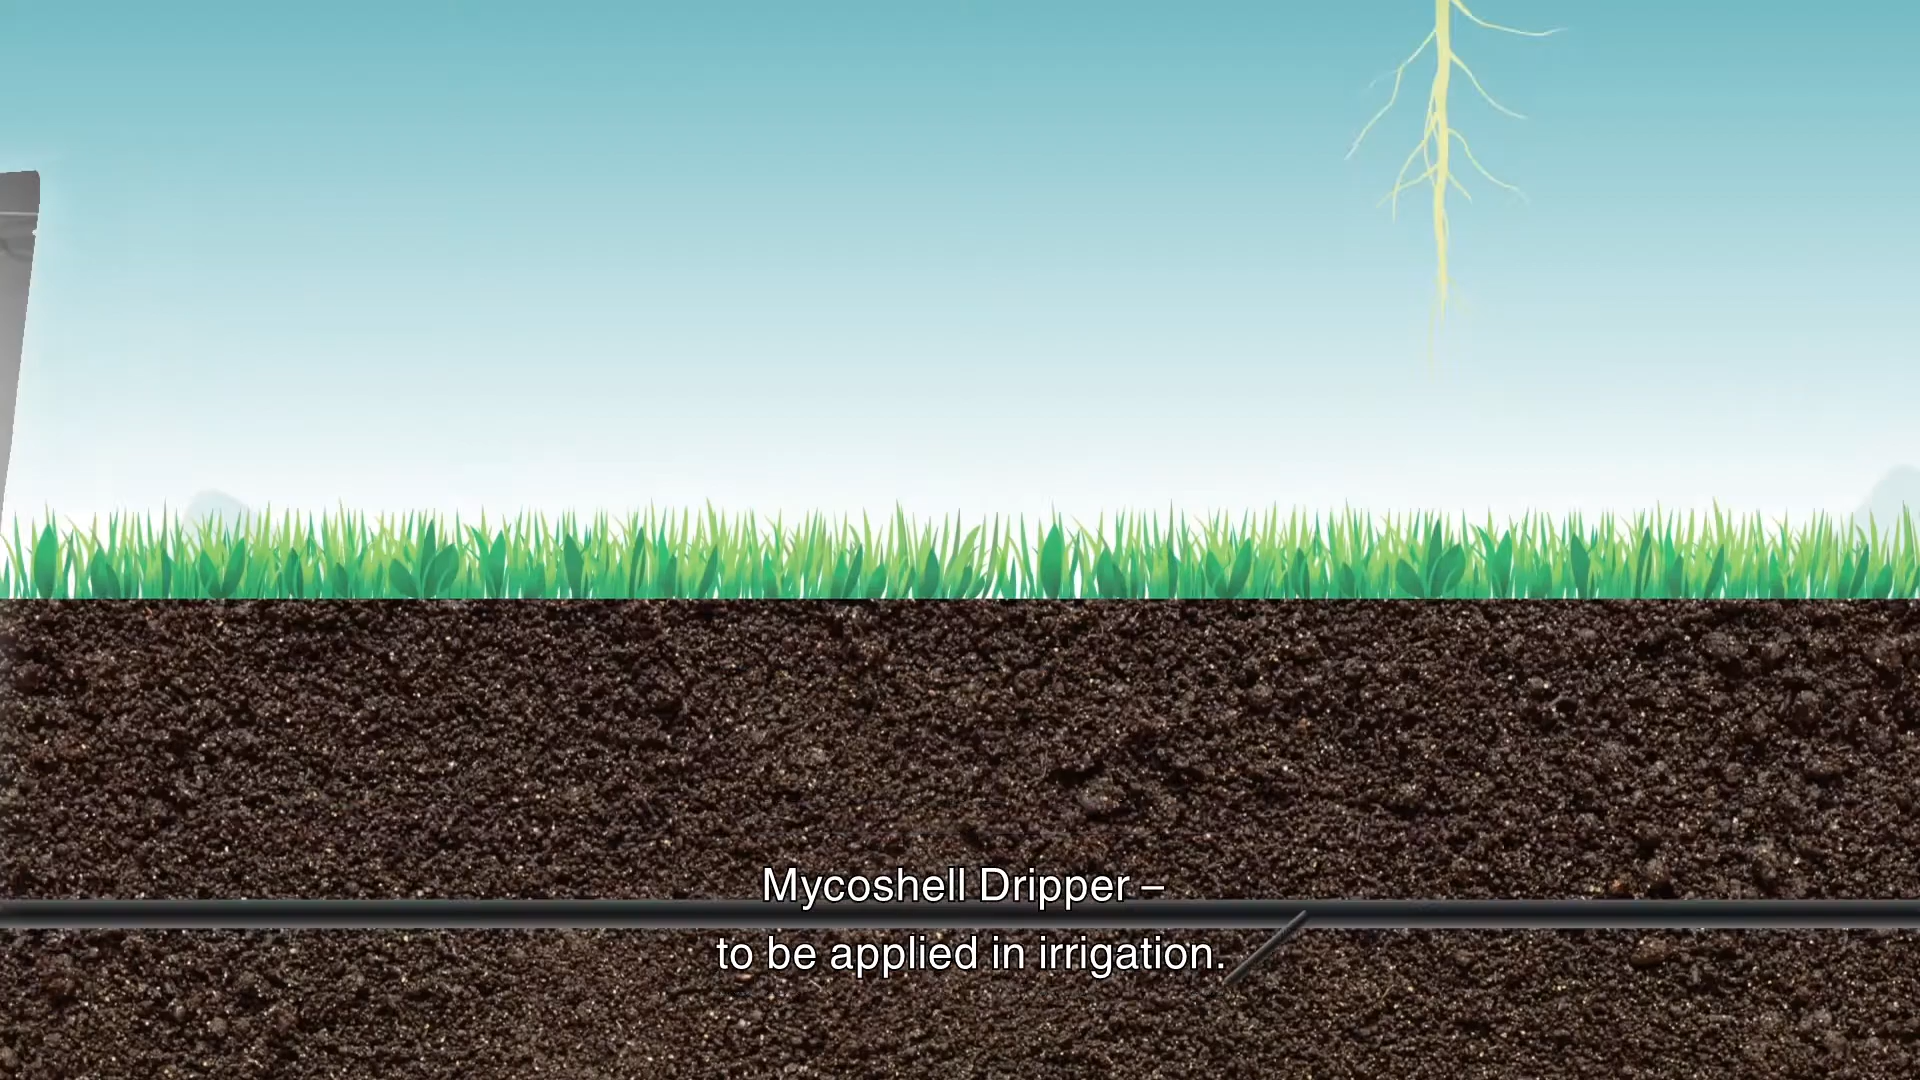 Mycoshell Dripper –
to be applied in irrigation.